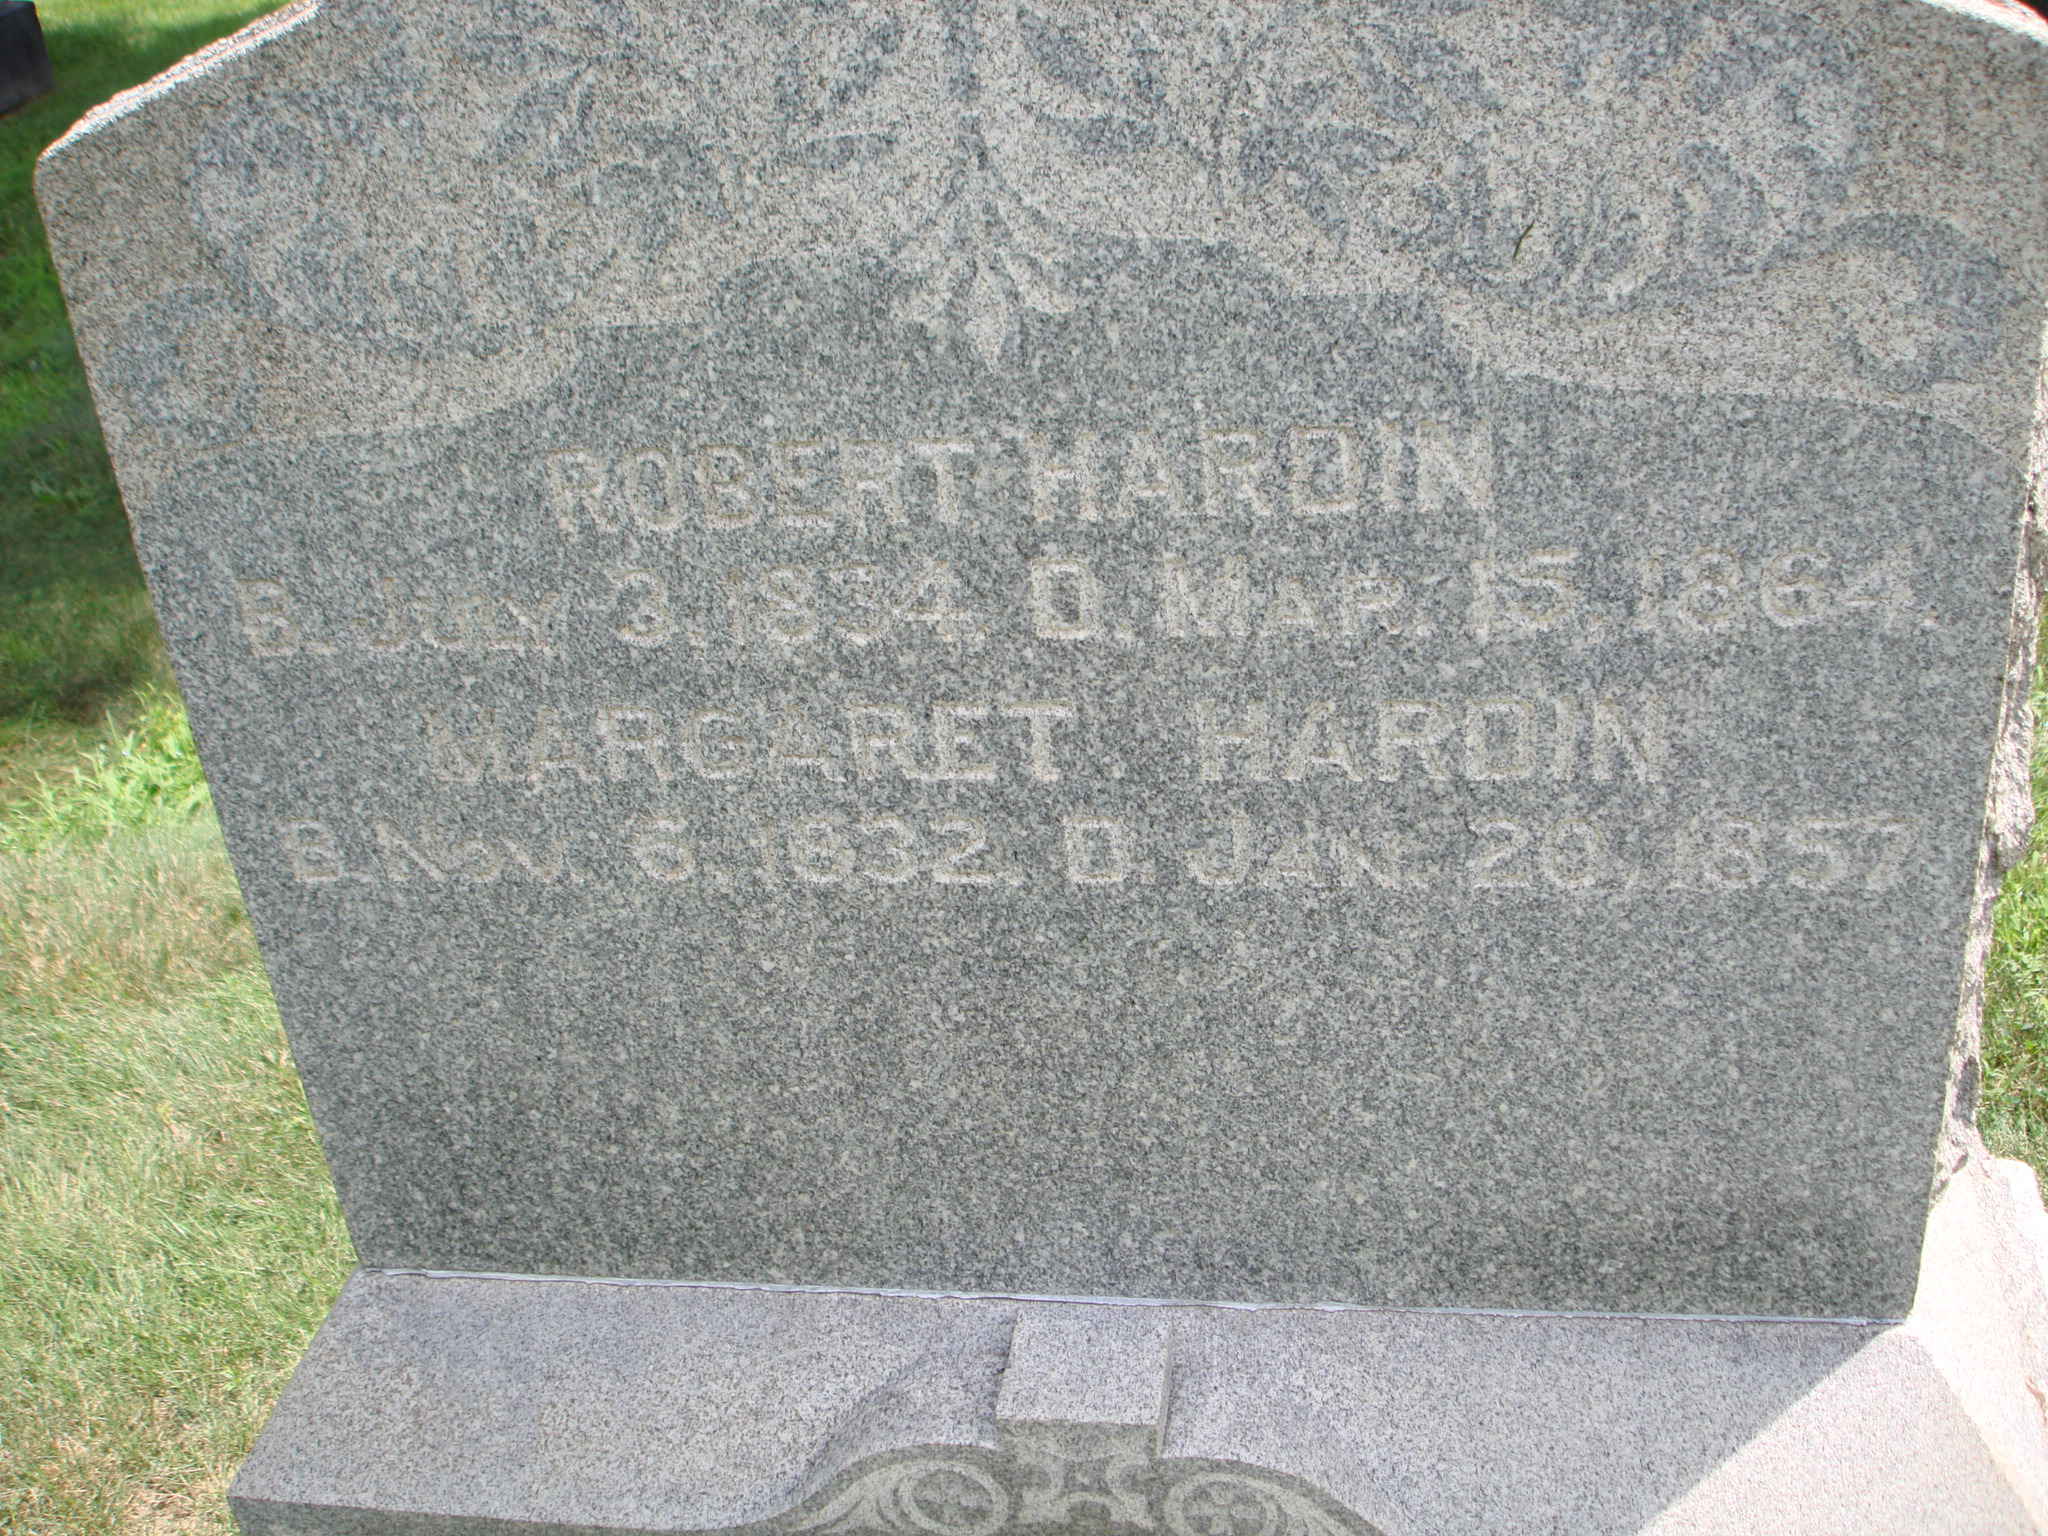 ROBERT HARDIN
B. JULY 3, 1834, D. MAR. 15, 1864.
MARGARET HARDIN
B. NOV. 6, 1832, D. JAN. 20, 1857